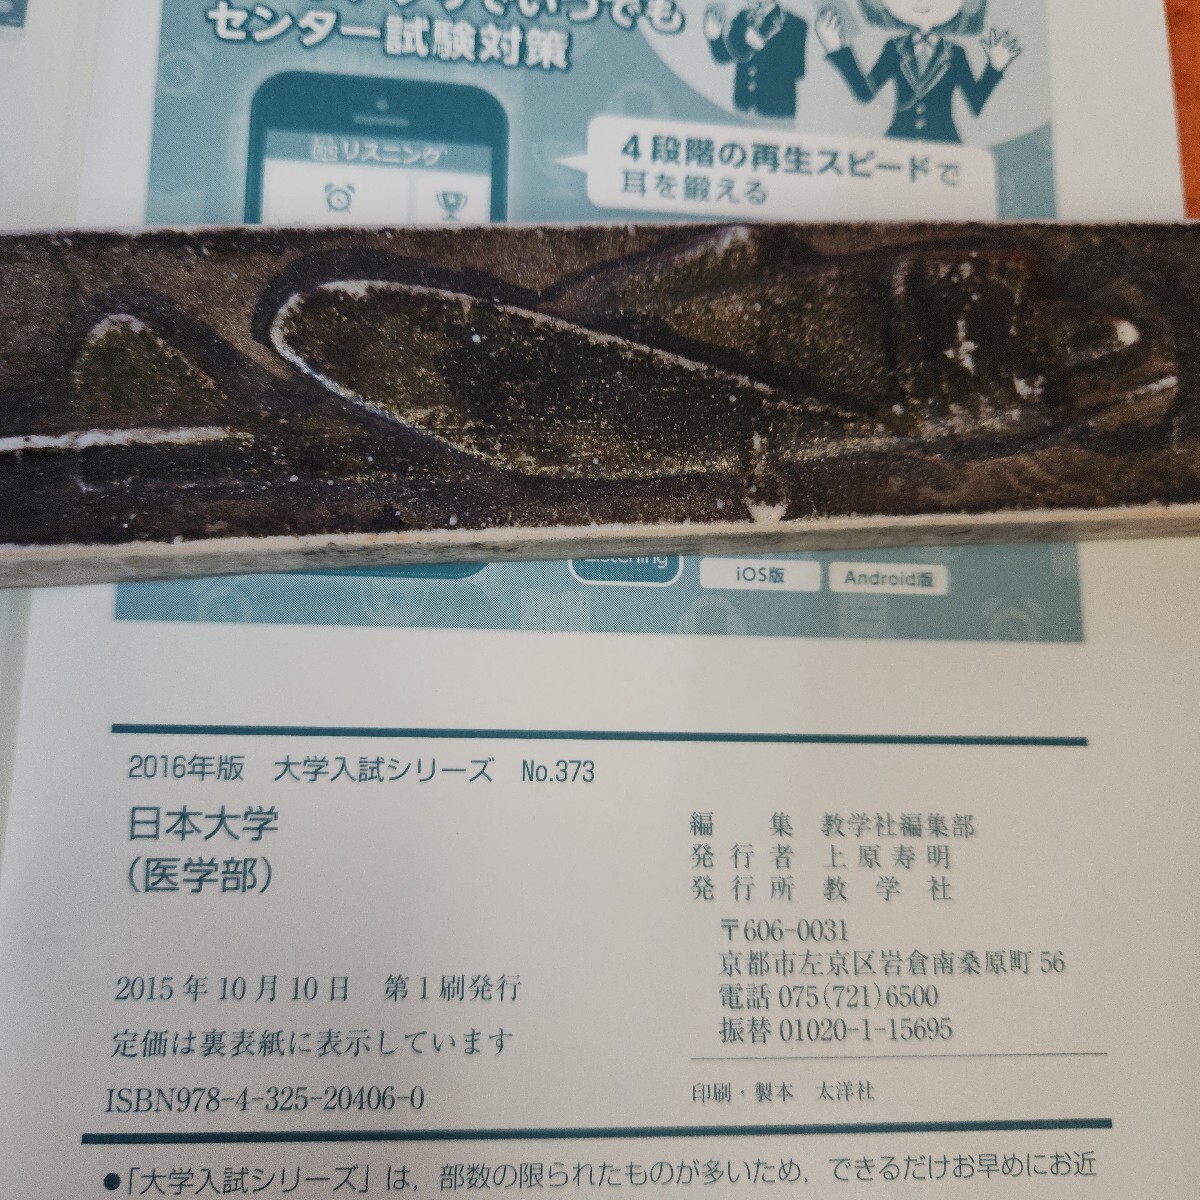 でいつでも
センター試験対策
リスニング
4段階の再生スピードで
耳を鍛える
Listening
iOS版
Android版
2016年版 大学入試シリーズ No.373
日本大学
(医学部)
2015年10月10日 第1刷発行
定価は裏表紙に表示しています
ISBN978-4-325-20406-0
編集 教学社編集部
発行者 上原寿明
発行所 教学社
〒606-0031
京都市左京区岩倉南桑原町56
電話 075(721)6500
振替 01020-1-15695
印刷・製本 太洋社
●「大学入試シリーズ」は，部数の限られたものが多いため，できるだけお早めにお近